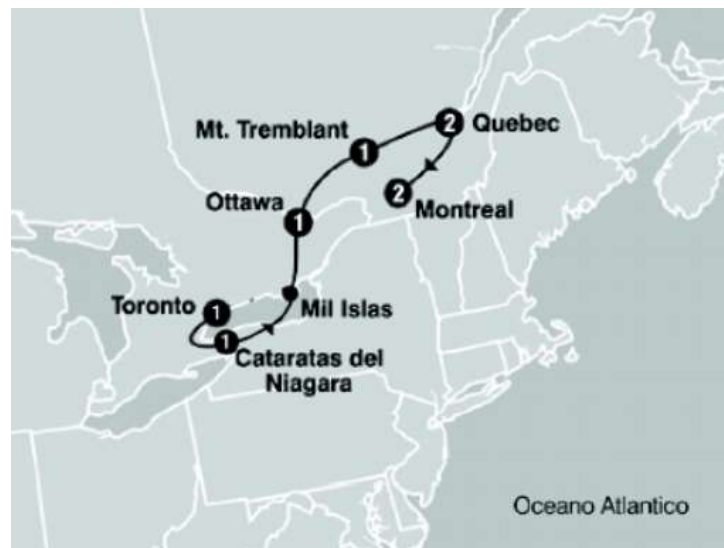 Mt. Tremblant
1
2
Quebec
2
Montreal
Ottawa
1
Toronto
1
Mil Islas
1
Cataratas del
Niagara
Oceano Atlantico